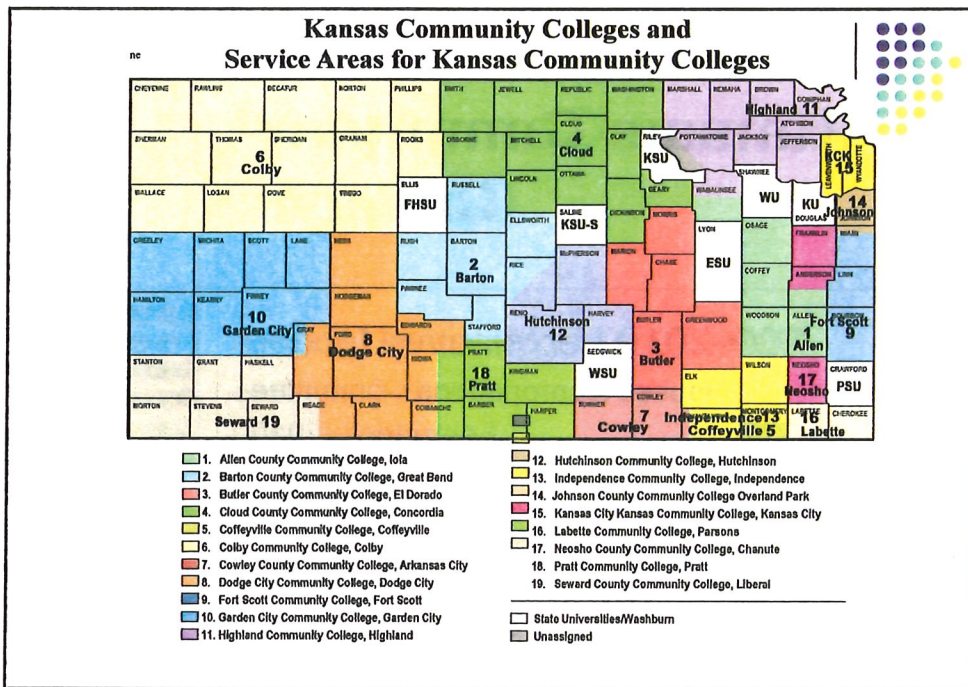 Kansas Community Colleges and
ne
Service Areas for Kansas Community Colleges
CHEYENNE RAWLINS DECATUR NORTON PHILLIPS SMITH JEWELL REPUBLIC WASHINGTON MARSHALL NEMAHA BROWN DONIPHAN
Highland 11
ATCHISON
CLOUD
4
Cloud
CLAY RILEY
KSU
POTTAWATOMIE JACKSON JEFFERSON
LEAVENWORTH WYANDOTTE
KCK
15
SHERMAN THOMAS SHERIDAN GRAHAM ROOKS OSBORNE MITCHELL
6
Colby
OTTAWA
LINCOLN
GEARY WABAUNSEE SHAWNEE
WU
KU
DOUGLAS
14
Johnson
WALLACE LOGAN GOVE TREGO ELLIS
FHSU
RUSSELL
ELLSWORTH
SALINE
KSU-S
DICKINSON MORRIS
LYON
ESU
OSAGE FRANKLIN MIAMI
GREELEY WICHITA SCOTT LANE NESS RUSH BARTON
2
Barton
RICE MCPHERSON MARION CHASE
COFFEY ANDERSON LINN
HAMILTON KEARNY FINNEY
10
Garden City
HODGEMAN PAWNEE
STAFFORD
RENO
Hutchinson
12
HARVEY
BUTLER
3
Butler
GREENWOOD WOODSON ALLEN
1
Allen
BOURBON
Fort Scott
9
GRAY FORD
8
Dodge City
EDWARDS KIOWA
PRATT
18
Pratt
KINGMAN
SEDGWICK
WSU
ELK WILSON NEOSHO
17
Neosho
CRAWFORD
PSU
STANTON GRANT HASKELL
MORTON STEVENS SEWARD
Seward 19
MEADE CLARK COMANCHE BARBER HARPER SUMNER COWLEY
7
Cowley
Independence 13
MONTGOMERY
Coffeyville 5
LABETTE
16
Labette
CHEROKEE
1. Allen County Community College, Iola
2. Barton County Community College, Great Bend
3. Butler County Community College, El Dorado
4. Cloud County Community College, Concordia
5. Coffeyville Community College, Coffeyville
6. Colby Community College, Colby
7. Cowley County Community College, Arkansas City
8. Dodge City Community College, Dodge City
9. Fort Scott Community College, Fort Scott
10. Garden City Community College, Garden City
11. Highland Community College, Highland
12. Hutchinson Community College, Hutchinson
13. Independence Community College, Independence
14. Johnson County Community College Overland Park
15. Kansas City Kansas Community College, Kansas City
16. Labette Community College, Parsons
17. Neosho County Community College, Chanute
18. Pratt Community College, Pratt
19. Seward County Community College, Liberal
State Universities/Washburn
Unassigned